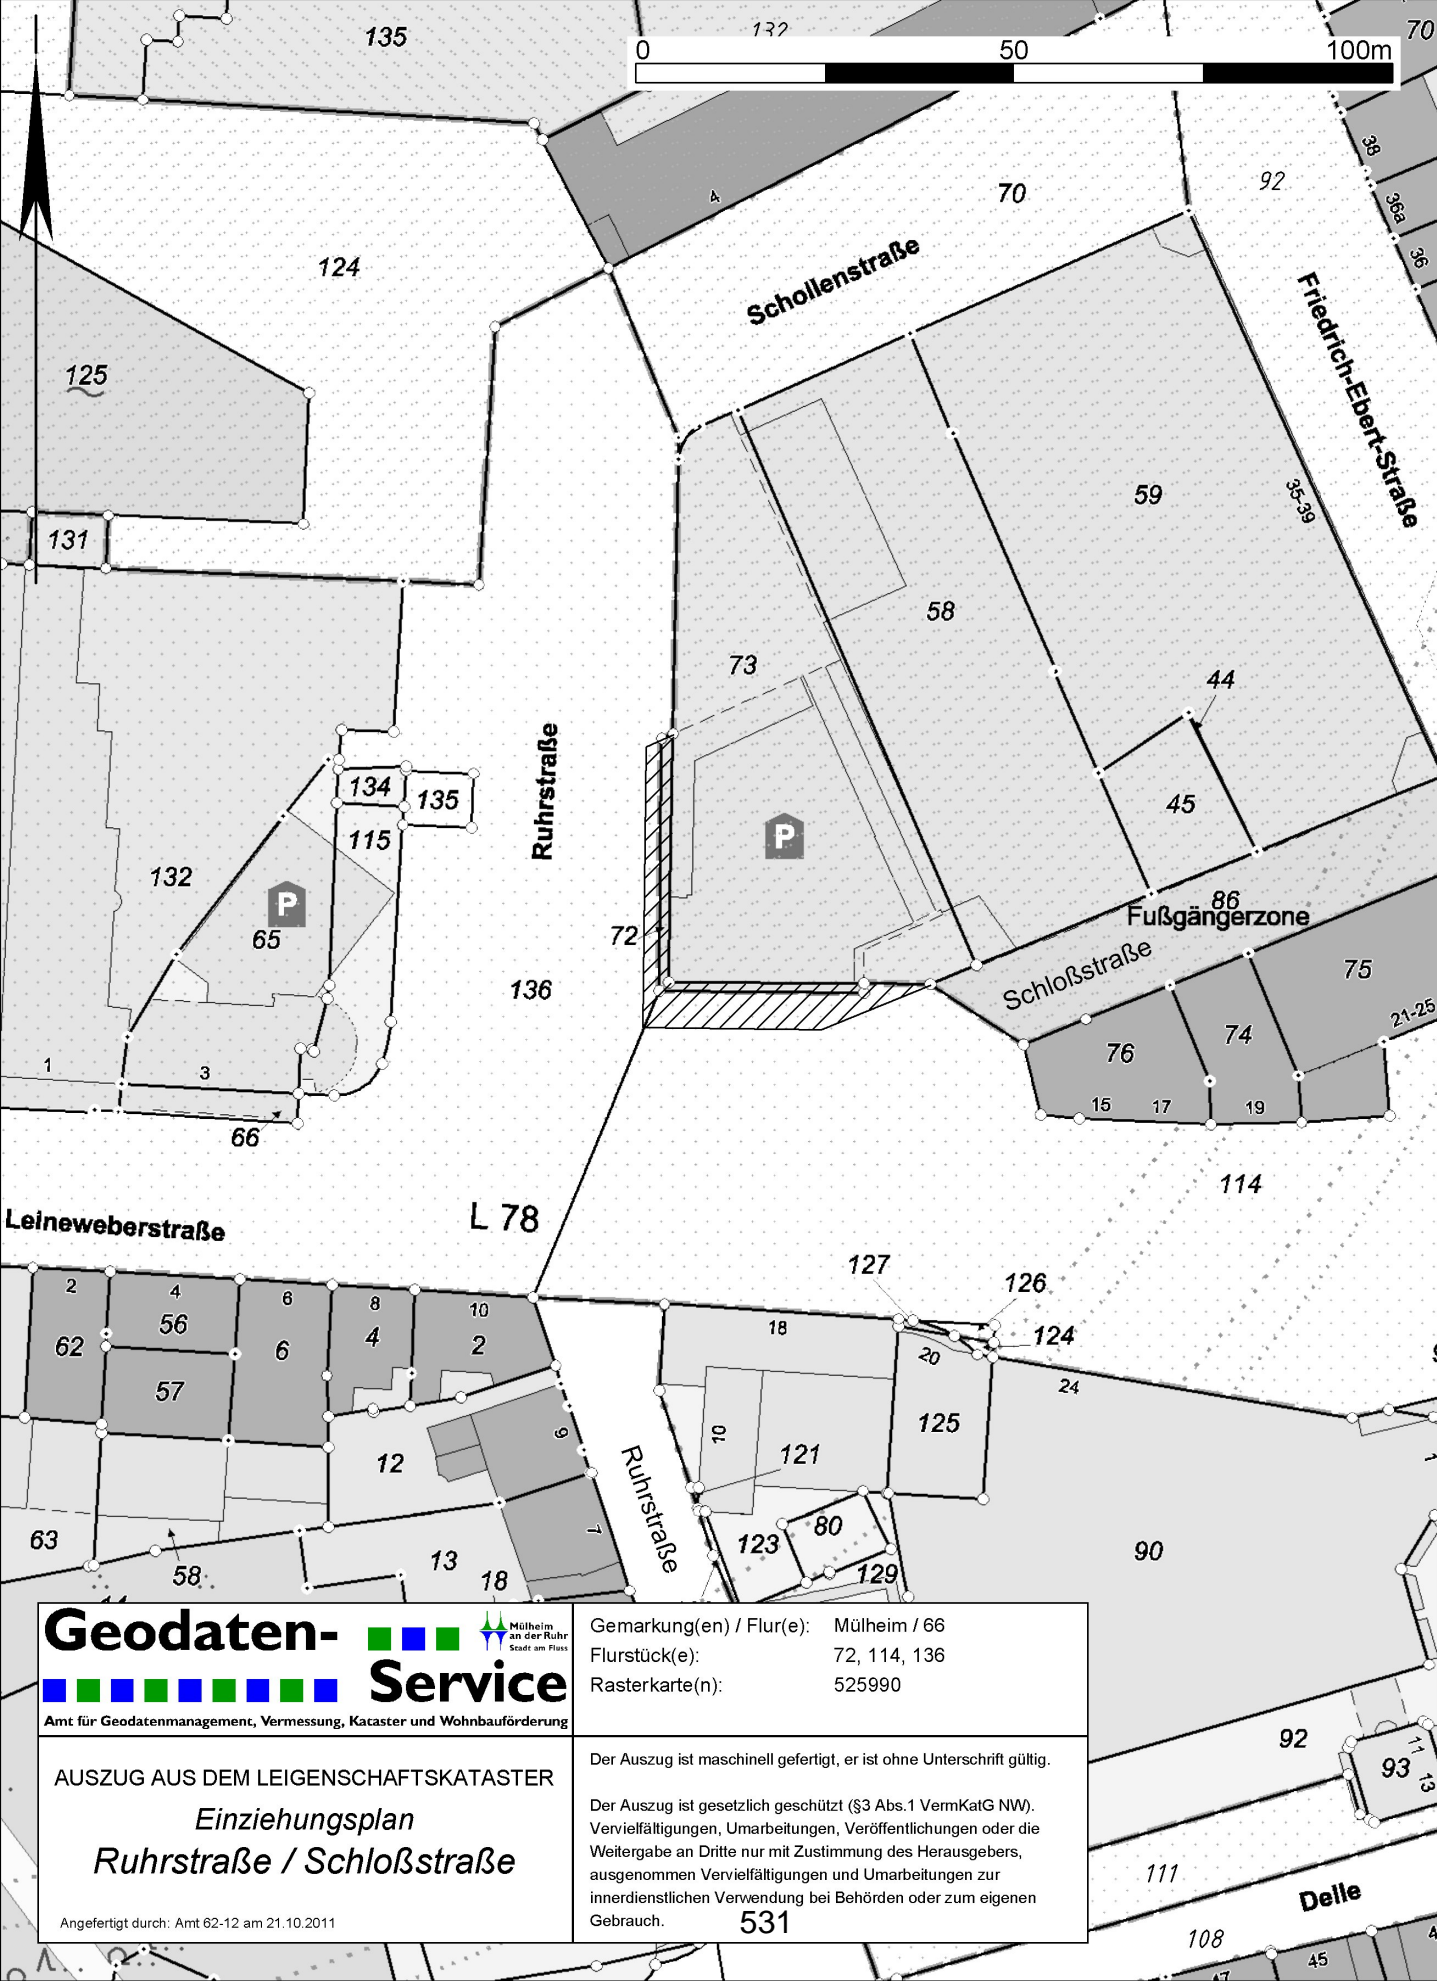 135
132
0 50 100m
70
4
70
92
38
36a
36
124
Schollenstraße
Friedrich-Ebert-Straße
125
59
35-39
131
58
73
44
Ruhrstraße
134
135
45
115
132
P
P
65
72
86
Fußgängerzone
Schloßstraße
136
75
21-25
76
74
1
3
15
17
19
66
114
Leineweberstraße
L 78
127
126
2
4
6
8
10
18
124
62
56
6
4
2
20
24
57
125
12
9
10
121
Ruhrstraße
63
58
13
7
18
123
80
129
90
Geodaten-
Service
Mülheim
an der Ruhr
Stadt am Fluss
Amt für Geodatenmanagement, Vermessung, Kataster und Wohnbauförderung
Gemarkung(en) / Flur(e): Mülheim / 66
Flurstück(e): 72, 114, 136
Rasterkarte(n): 525990
AUSZUG AUS DEM LEIGENSCHAFTSKATASTER
Einziehungsplan
Ruhrstraße / Schloßstraße
Angefertigt durch: Amt 62-12 am 21.10.2011
Der Auszug ist maschinell gefertigt, er ist ohne Unterschrift gültig.
Der Auszug ist gesetzlich geschützt (§3 Abs.1 VermKatG NW).
Vervielfältigungen, Umarbeitungen, Veröffentlichungen oder die
Weitergabe an Dritte nur mit Zustimmung des Herausgebers,
ausgenommen Vervielfältigungen und Umarbeitungen zur
innerdienstlichen Verwendung bei Behörden oder zum eigenen
Gebrauch.
531
92
93
11
13
111
Delle
108
45